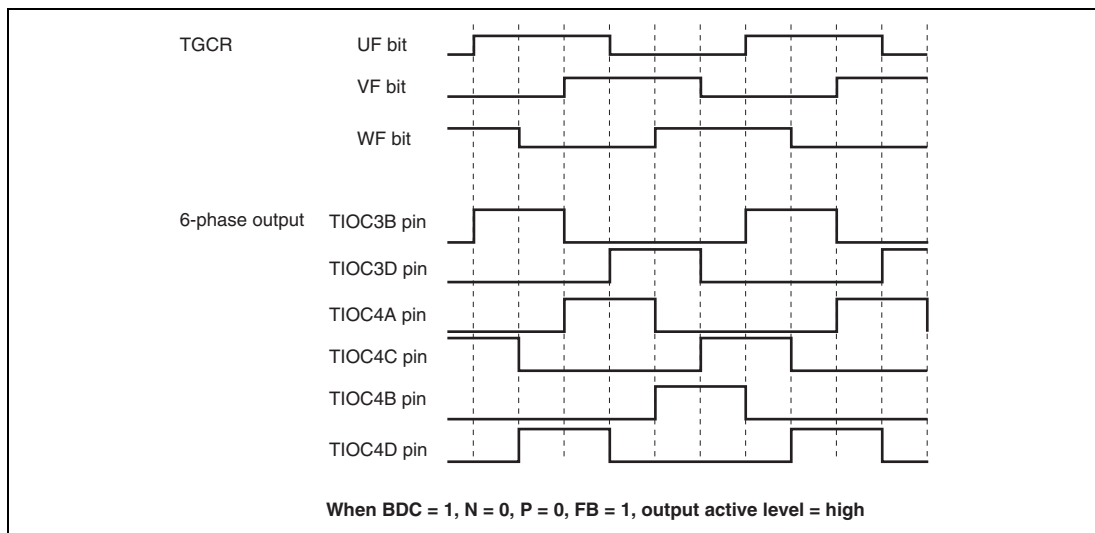 TGCR UF bit
VF bit
WF bit
6-phase output TIOC3B pin
TIOC3D pin
TIOC4A pin
TIOC4C pin
TIOC4B pin
TIOC4D pin
When BDC = 1, N = 0, P = 0, FB = 1, output active level = high